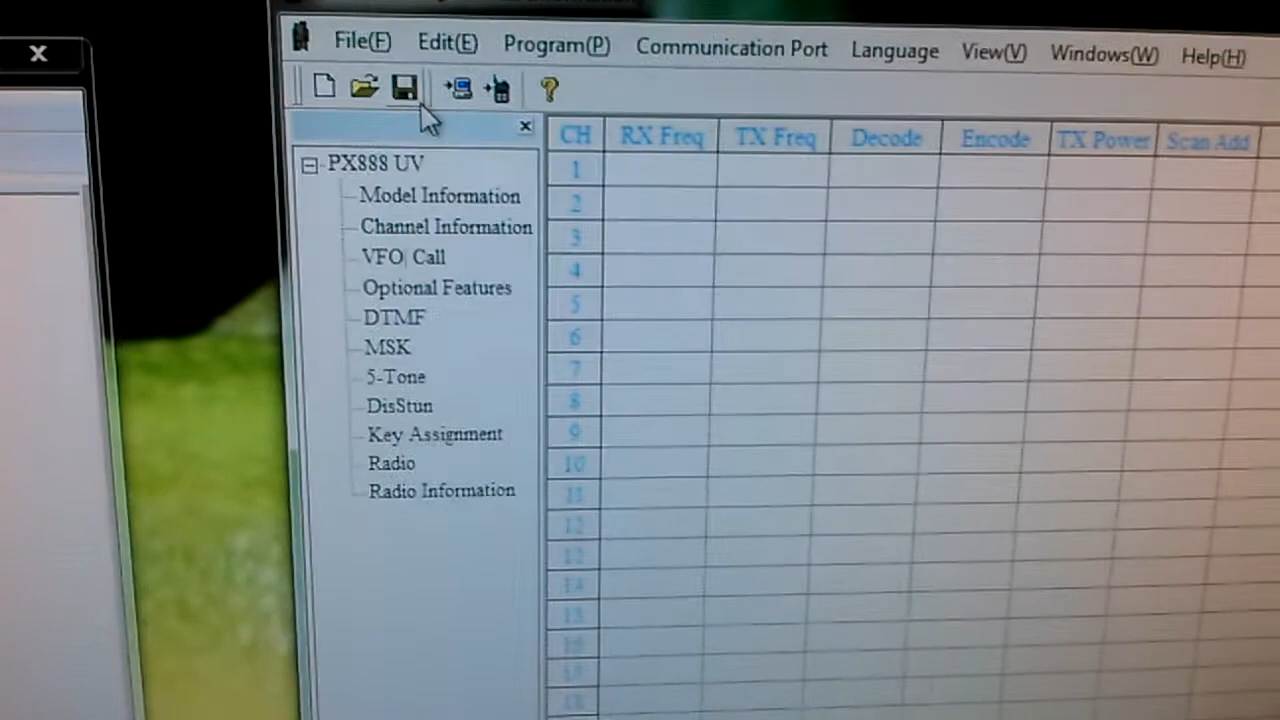 File(F) Edit(E) Program(P) Communication Port Language View(V) Windows(W) Help(H)
PX888 UV
Model Information
Channel Information
VFO Call
Optional Features
DTMF
MSK
5-Tone
DisStun
Key Assignment
Radio
Radio Information
CH RX Freq TX Freq Decode Encode TX Power Scan Add
1
2
3
4
5
6
7
8
9
10
11
12